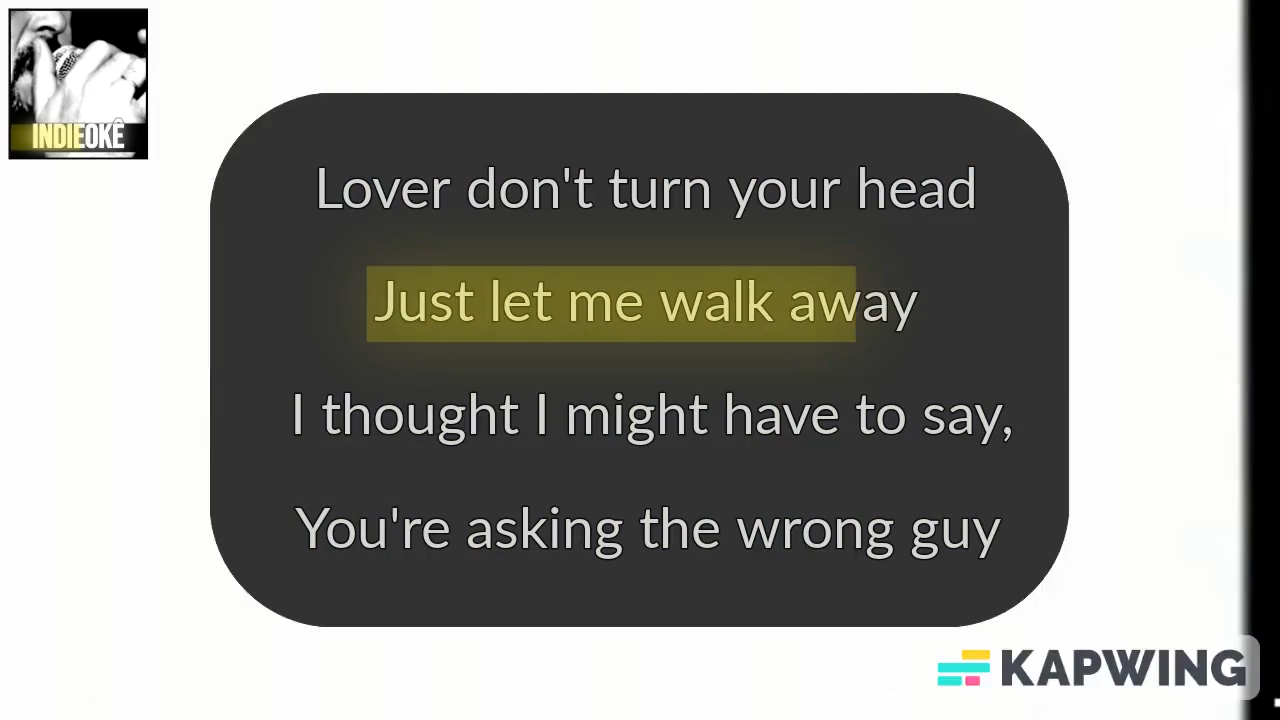 INDIEOKÊ
Lover don't turn your head
Just let me walk away
I thought I might have to say,
You're asking the wrong guy
KAPWING